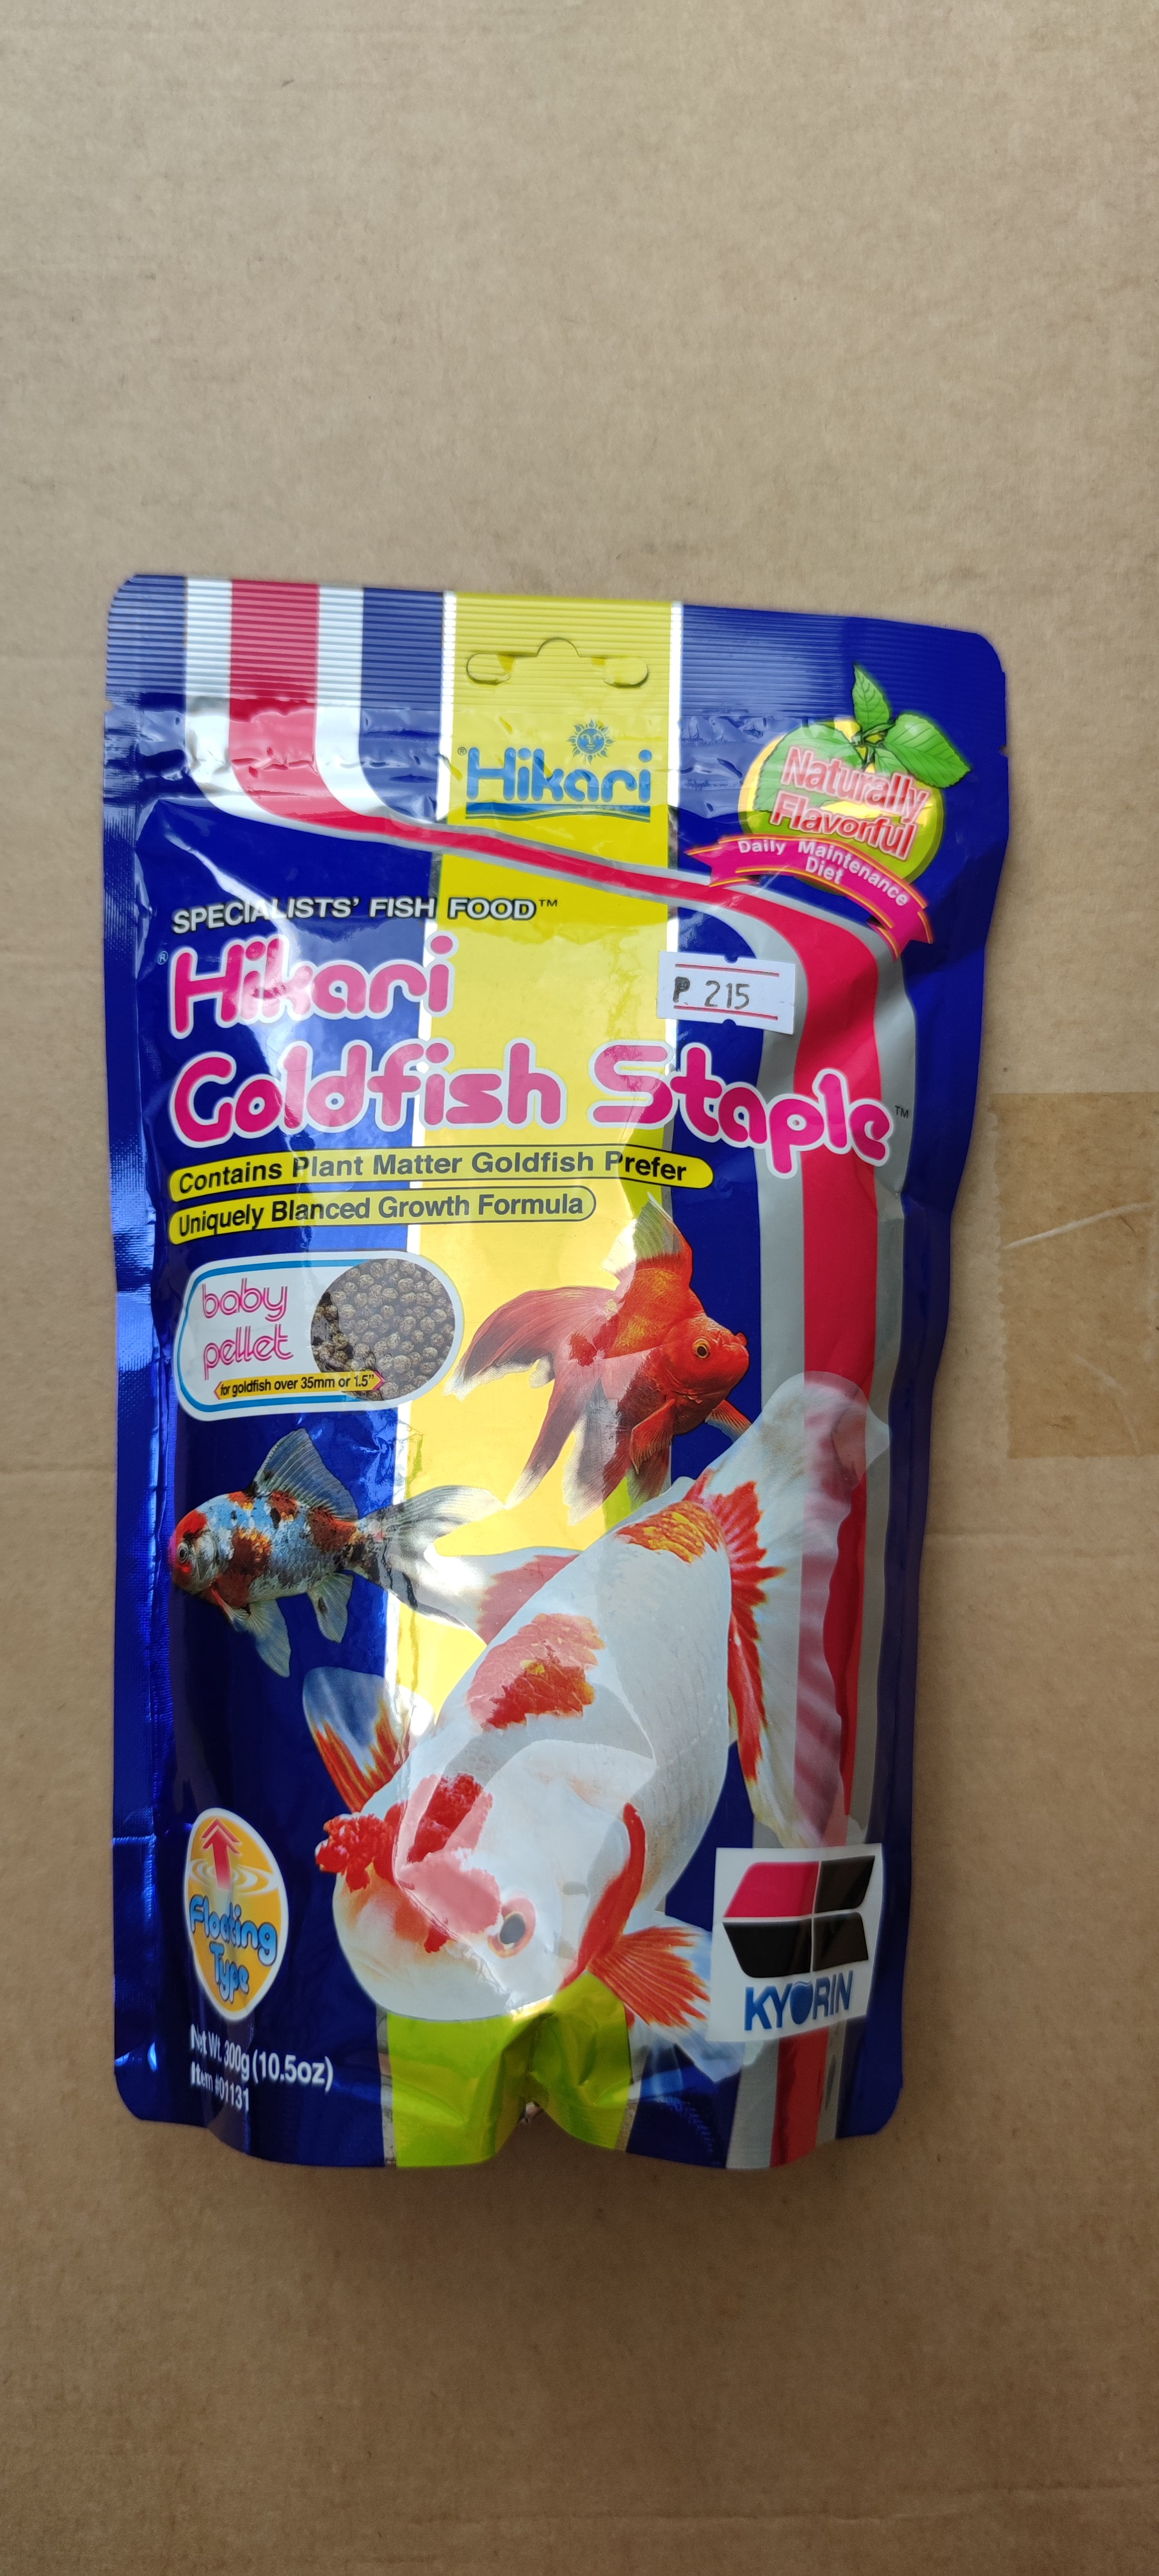 ®Hikari
Naturally
Flavorful
Daily Maintenance
Diet
SPECIALISTS' FISH FOOD™
®Hikari
P. 215
Goldfish Staple™
Contains Plant Matter Goldfish Prefer
Uniquely Blanced Growth Formula
baby
pellet
for goldfish over 35mm or 1.5"
Floating
Type
KYORIN
Net Wt. 300g (10.5oz)
Item #01131